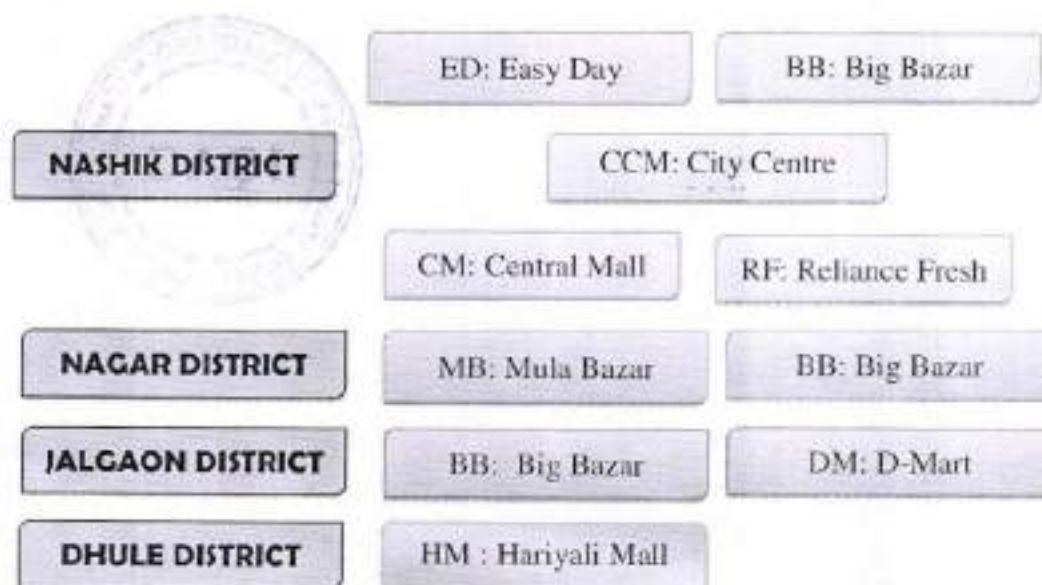 ED: Easy Day BB: Big Bazar
NASHIK DISTRICT CCM: City Centre
CM: Central Mall RF: Reliance Fresh
NAGAR DISTRICT MB: Mula Bazar BB: Big Bazar
JALGAON DISTRICT BB: Big Bazar DM: D-Mart
DHULE DISTRICT HM : Hariyali Mall